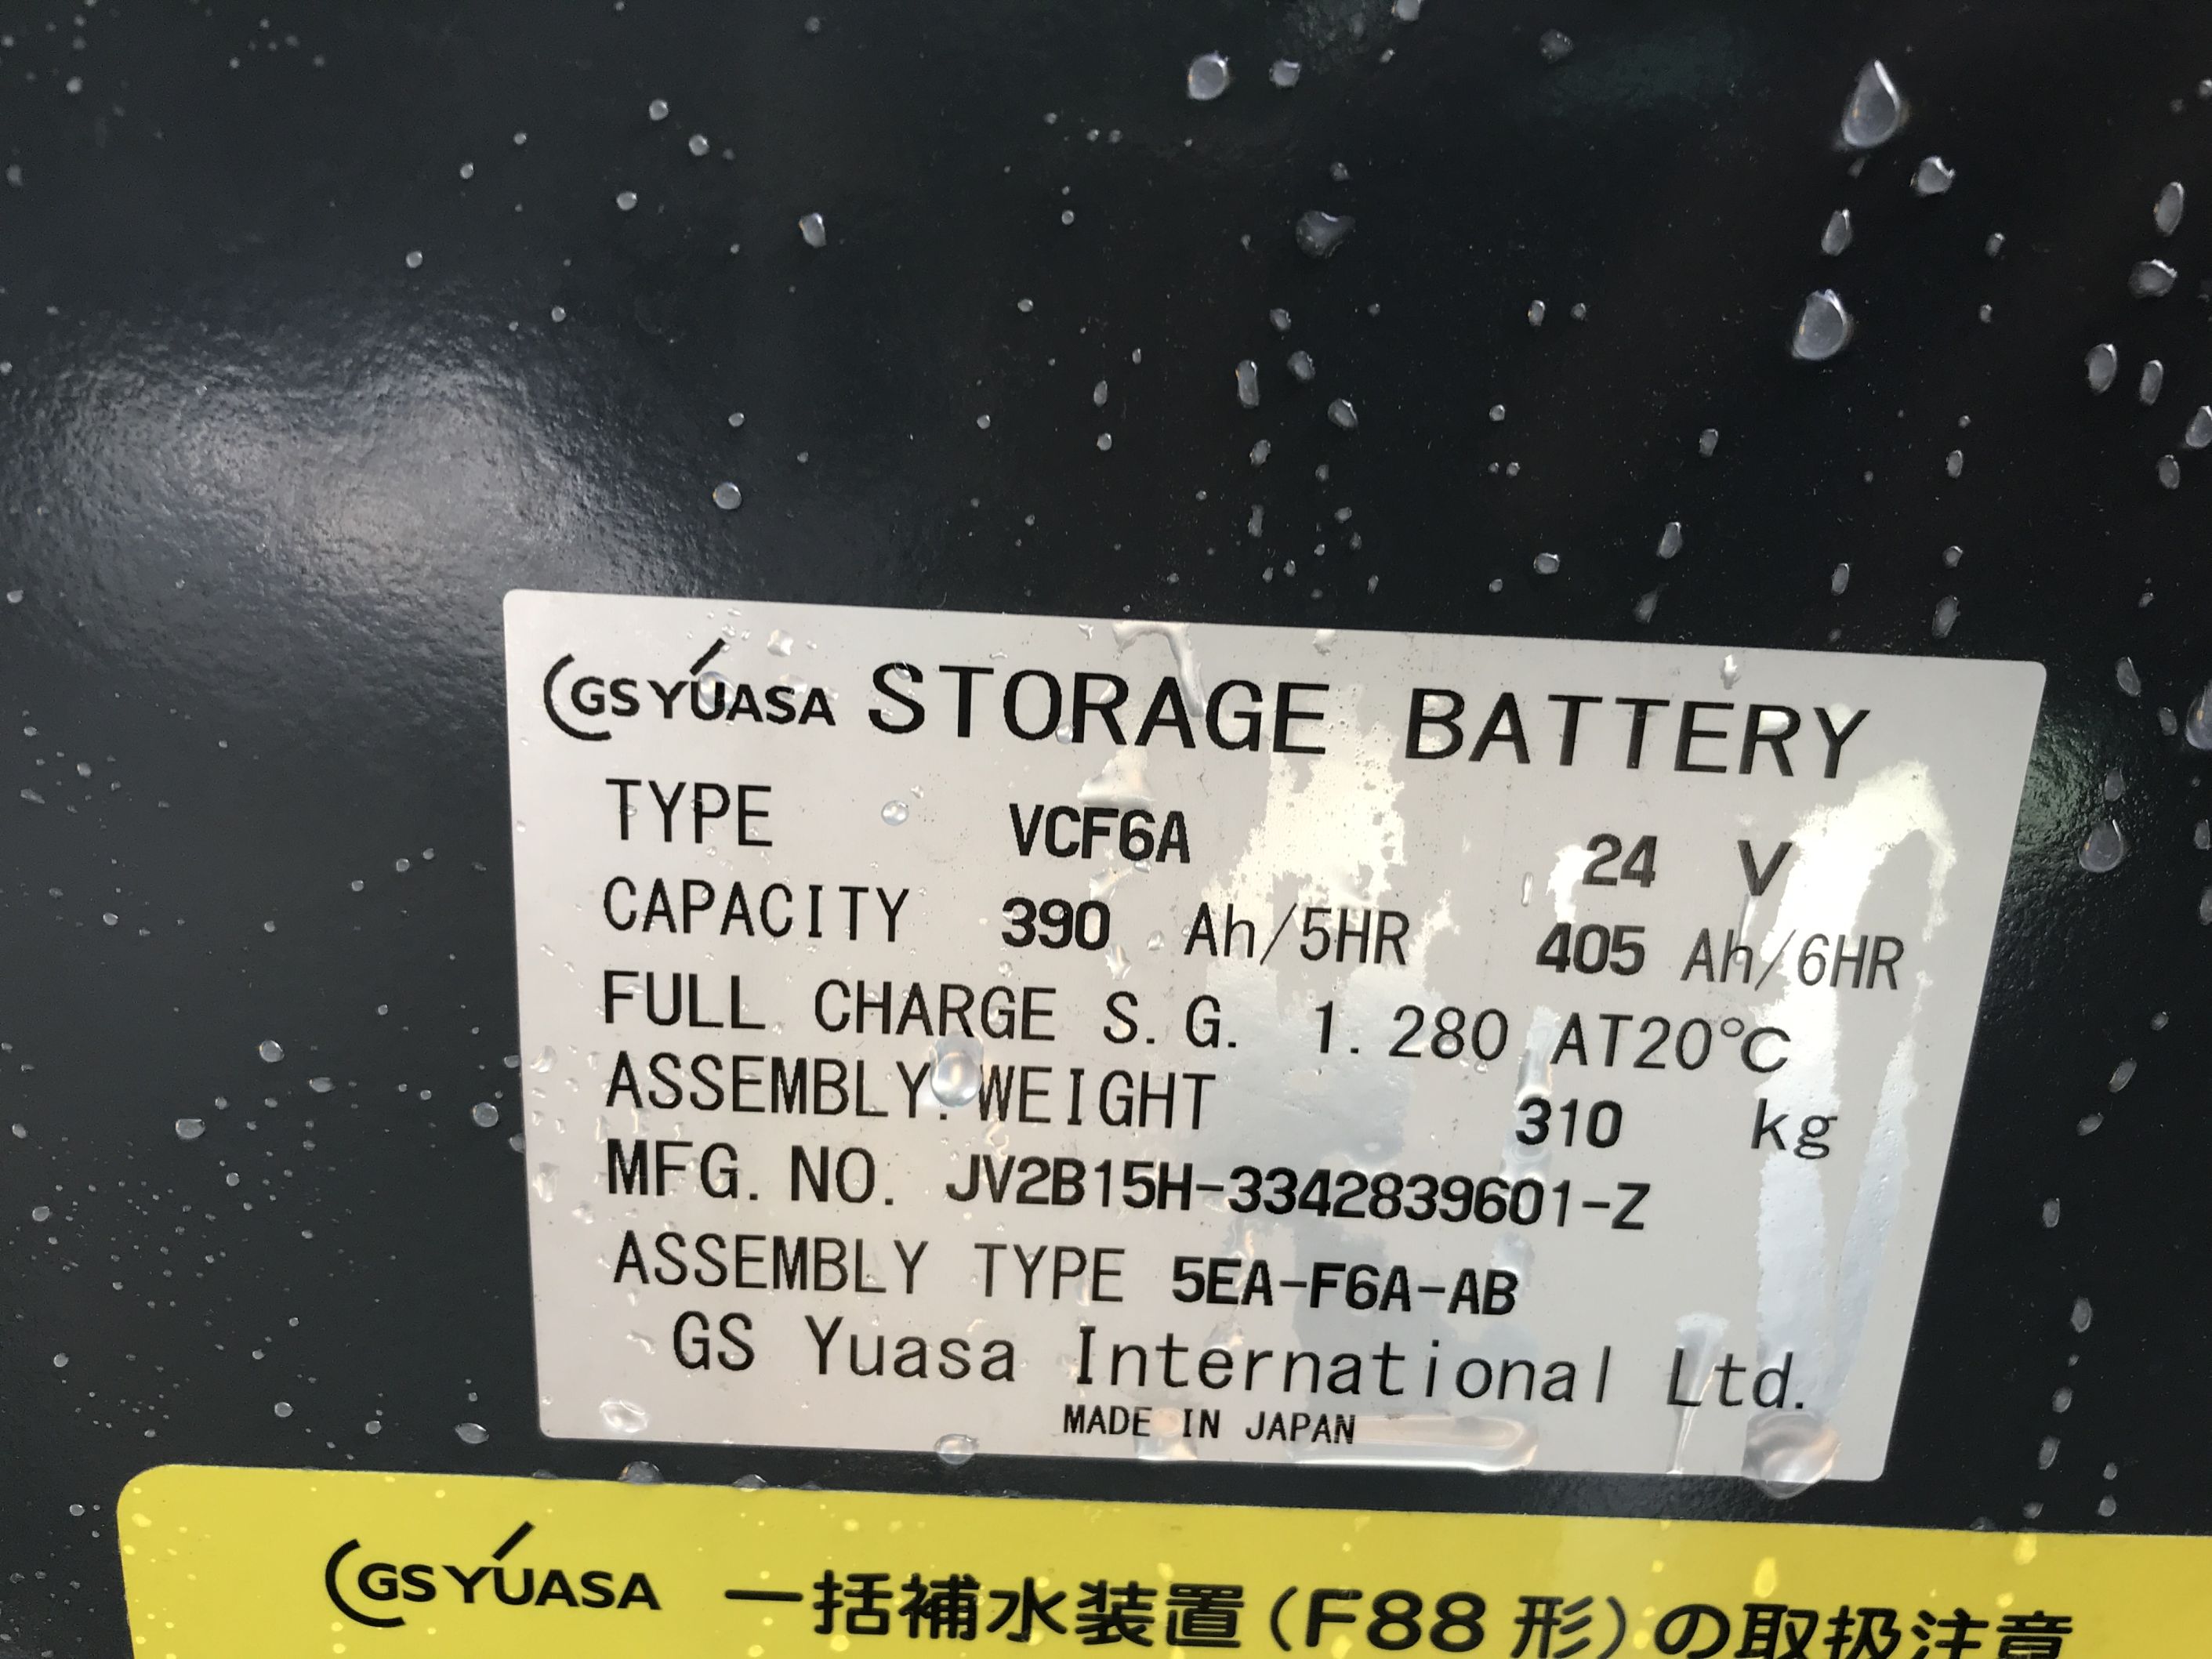 GS YUASA STORAGE BATTERY
TYPE VCF6A 24 V
CAPACITY 390 Ah/5HR 405 Ah/6HR
FULL CHARGE S.G. 1.280 AT20℃
ASSEMBLY.WEIGHT 310 kg
MFG.NO. JV2B15H-3342839601-Z
ASSEMBLY TYPE 5EA-F6A-AB
GS Yuasa International Ltd.
MADE IN JAPAN
GS YUASA 一括補水装置(F88形)の取扱注意